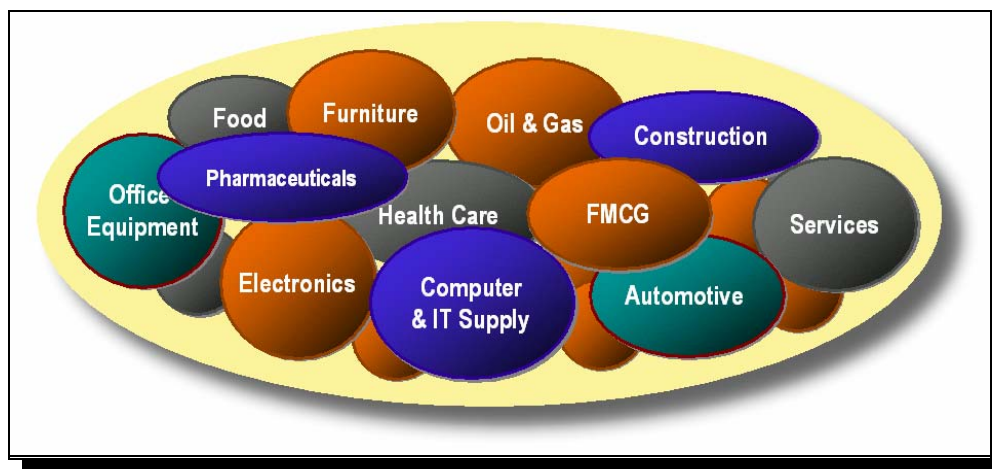 Food
Furniture
Oil & Gas
Construction
Office
Equipment
Pharmaceuticals
Health Care
FMCG
Services
Electronics
Computer
& IT Supply
Automotive